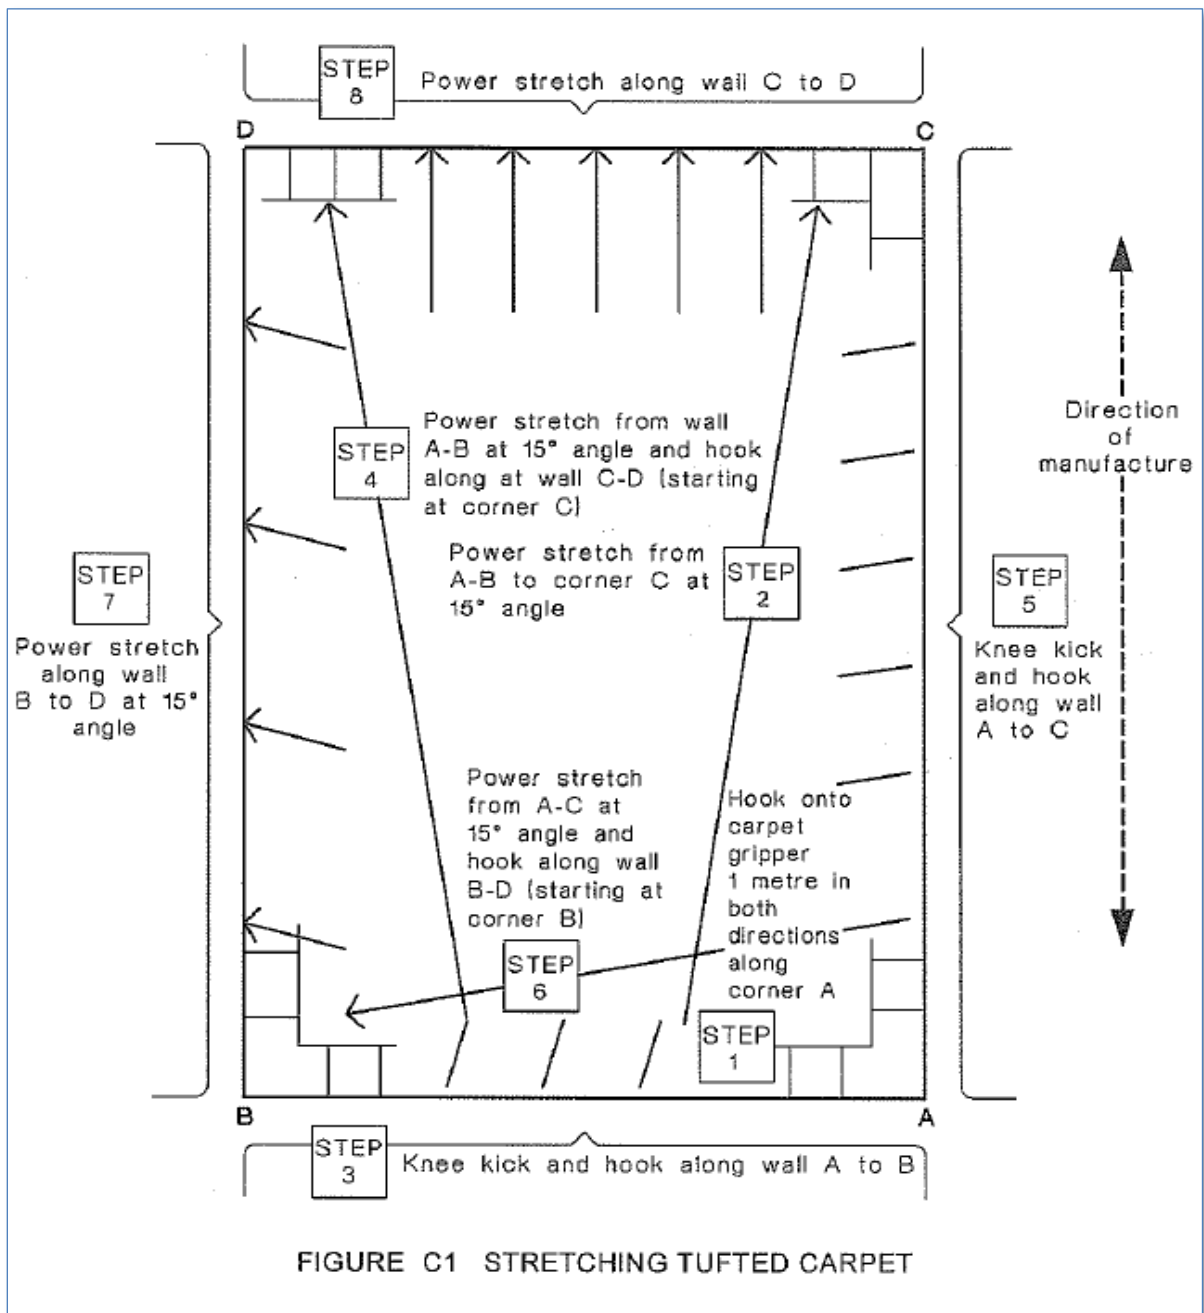 STEP
8
Power stretch along wall C to D
D
C
STEP
4
Power stretch from wall
A-B at 15° angle and hook
along at wall C-D (starting
at corner C)
Direction
of
manufacture
Power stretch from
A-B to corner C at
15° angle
STEP
2
STEP
7
Power stretch
along wall
B to D at 15°
angle
STEP
5
Knee kick
and hook
along wall
A to C
Power stretch
from A-C at
15° angle and
hook along wall
B-D (starting at
corner B)
STEP
6
Hook onto
carpet
gripper
1 metre in
both
directions
along
corner A
STEP
1
B
A
STEP
3
Knee kick and hook along wall A to B
FIGURE C1 STRETCHING TUFTED CARPET